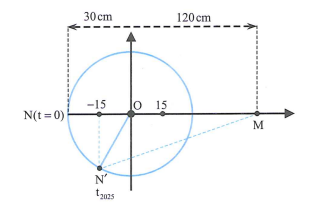 30 cm 120 cm
N(t = 0) −15 O 15
M
N′
t₂₀₂₅